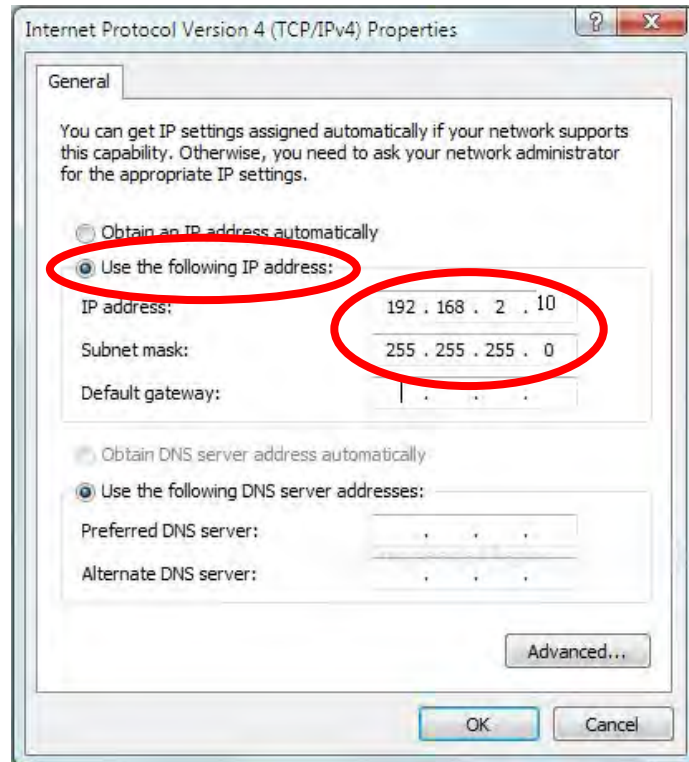 Internet Protocol Version 4 (TCP/IPv4) Properties
General
You can get IP settings assigned automatically if your network supports
this capability. Otherwise, you need to ask your network administrator
for the appropriate IP settings.
Obtain an IP address automatically
Use the following IP address:
IP address: 192 . 168 . 2 . 10
Subnet mask: 255 . 255 . 255 . 0
Default gateway: . . .
Obtain DNS server address automatically
Use the following DNS server addresses:
Preferred DNS server: . . .
Alternate DNS server: . . .
Advanced...
OK Cancel